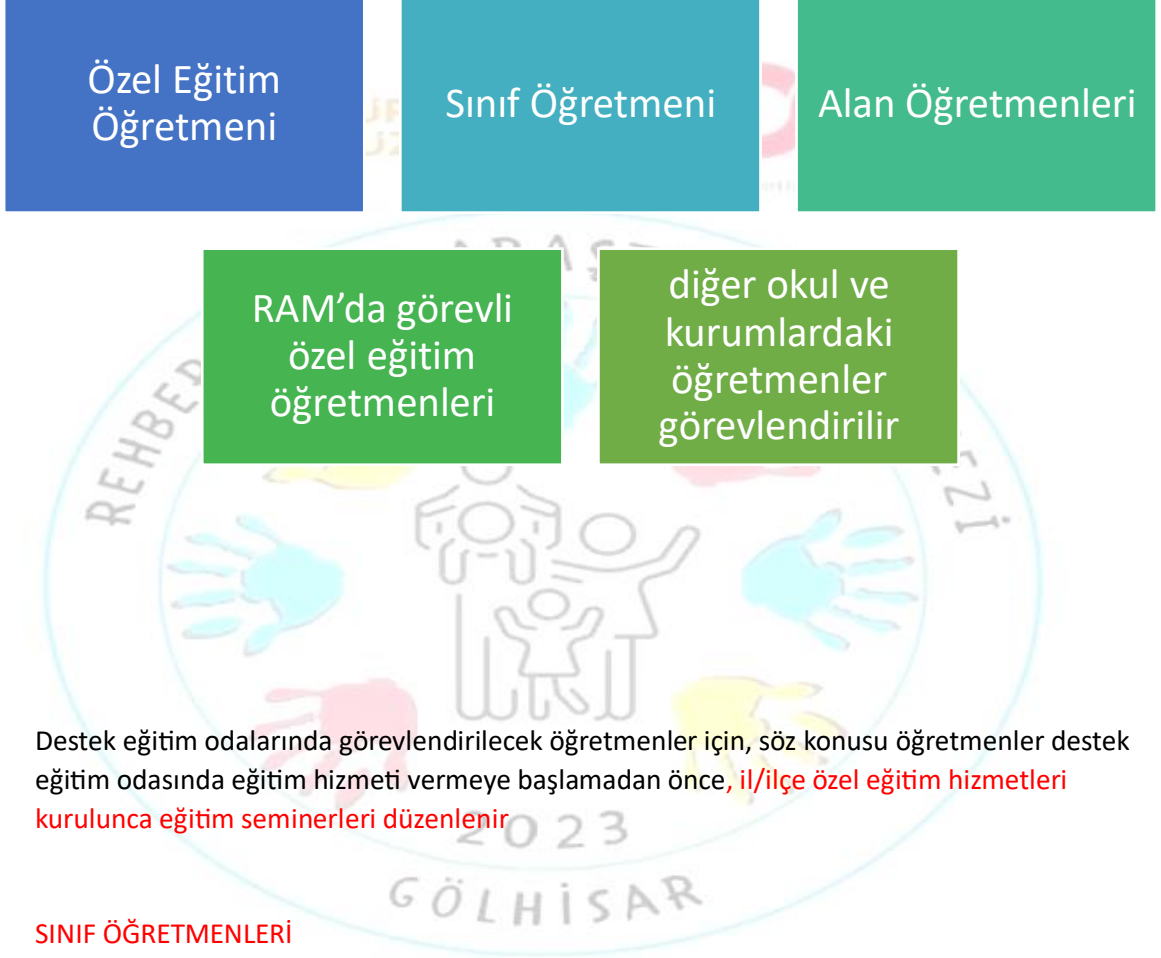 Özel Eğitim
Öğretmeni
Sınıf Öğretmeni
Alan Öğretmenleri
RAM’da görevli
özel eğitim
öğretmenleri
diğer okul ve
kurumlardaki
öğretmenler
görevlendirilir
Destek eğitim odalarında görevlendirilecek öğretmenler için, söz konusu öğretmenler destek
eğitim odasında eğitim hizmeti vermeye başlamadan önce, il/ilçe özel eğitim hizmetleri
kurulunca eğitim seminerleri düzenlenir
2023
GÖLHİSAR
SINIF ÖĞRETMENLERİ